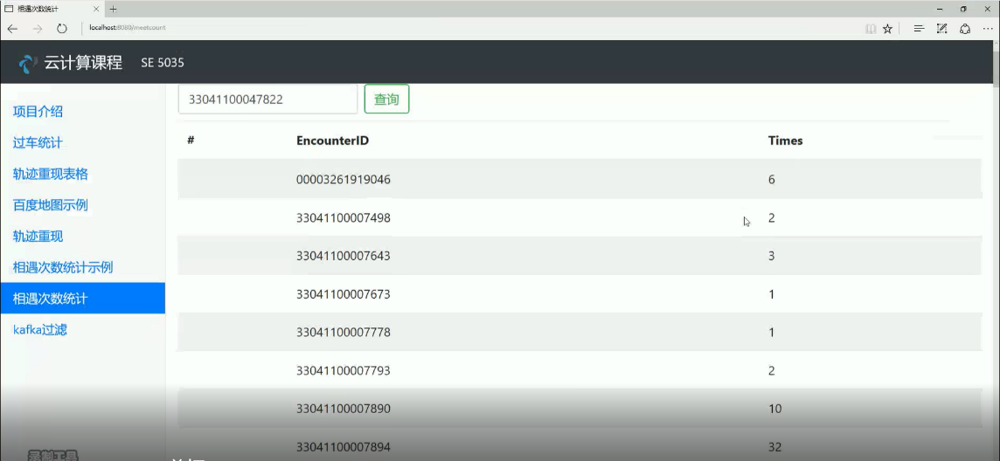 相遇次数统计
localhost:8080/meetcount
云计算课程 SE 5035
项目介绍
过车统计
轨迹重现表格
百度地图示例
轨迹重现
相遇次数统计示例
相遇次数统计
kafka过滤
33041100047822 查询
# EncounterID Times
00003261919046 6
33041100007498 2
33041100007643 3
33041100007673 1
33041100007778 1
33041100007793 2
33041100007890 10
33041100007894 32
录制工具